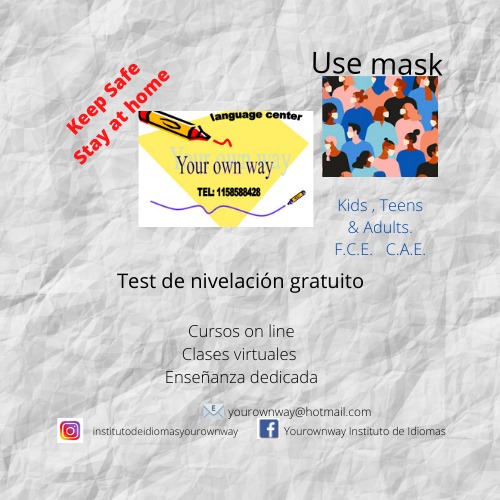 Keep Safe
Stay at home
Use mask
language center
Your own way
TEL: 1158588428
Kids , Teens
& Adults.
F.C.E. C.A.E.
Test de nivelación gratuito
Cursos on line
Clases virtuales
Enseñanza dedicada
yourownway@hotmail.com
institutodeidiomasyourownway
Yourownway Instituto de Idiomas